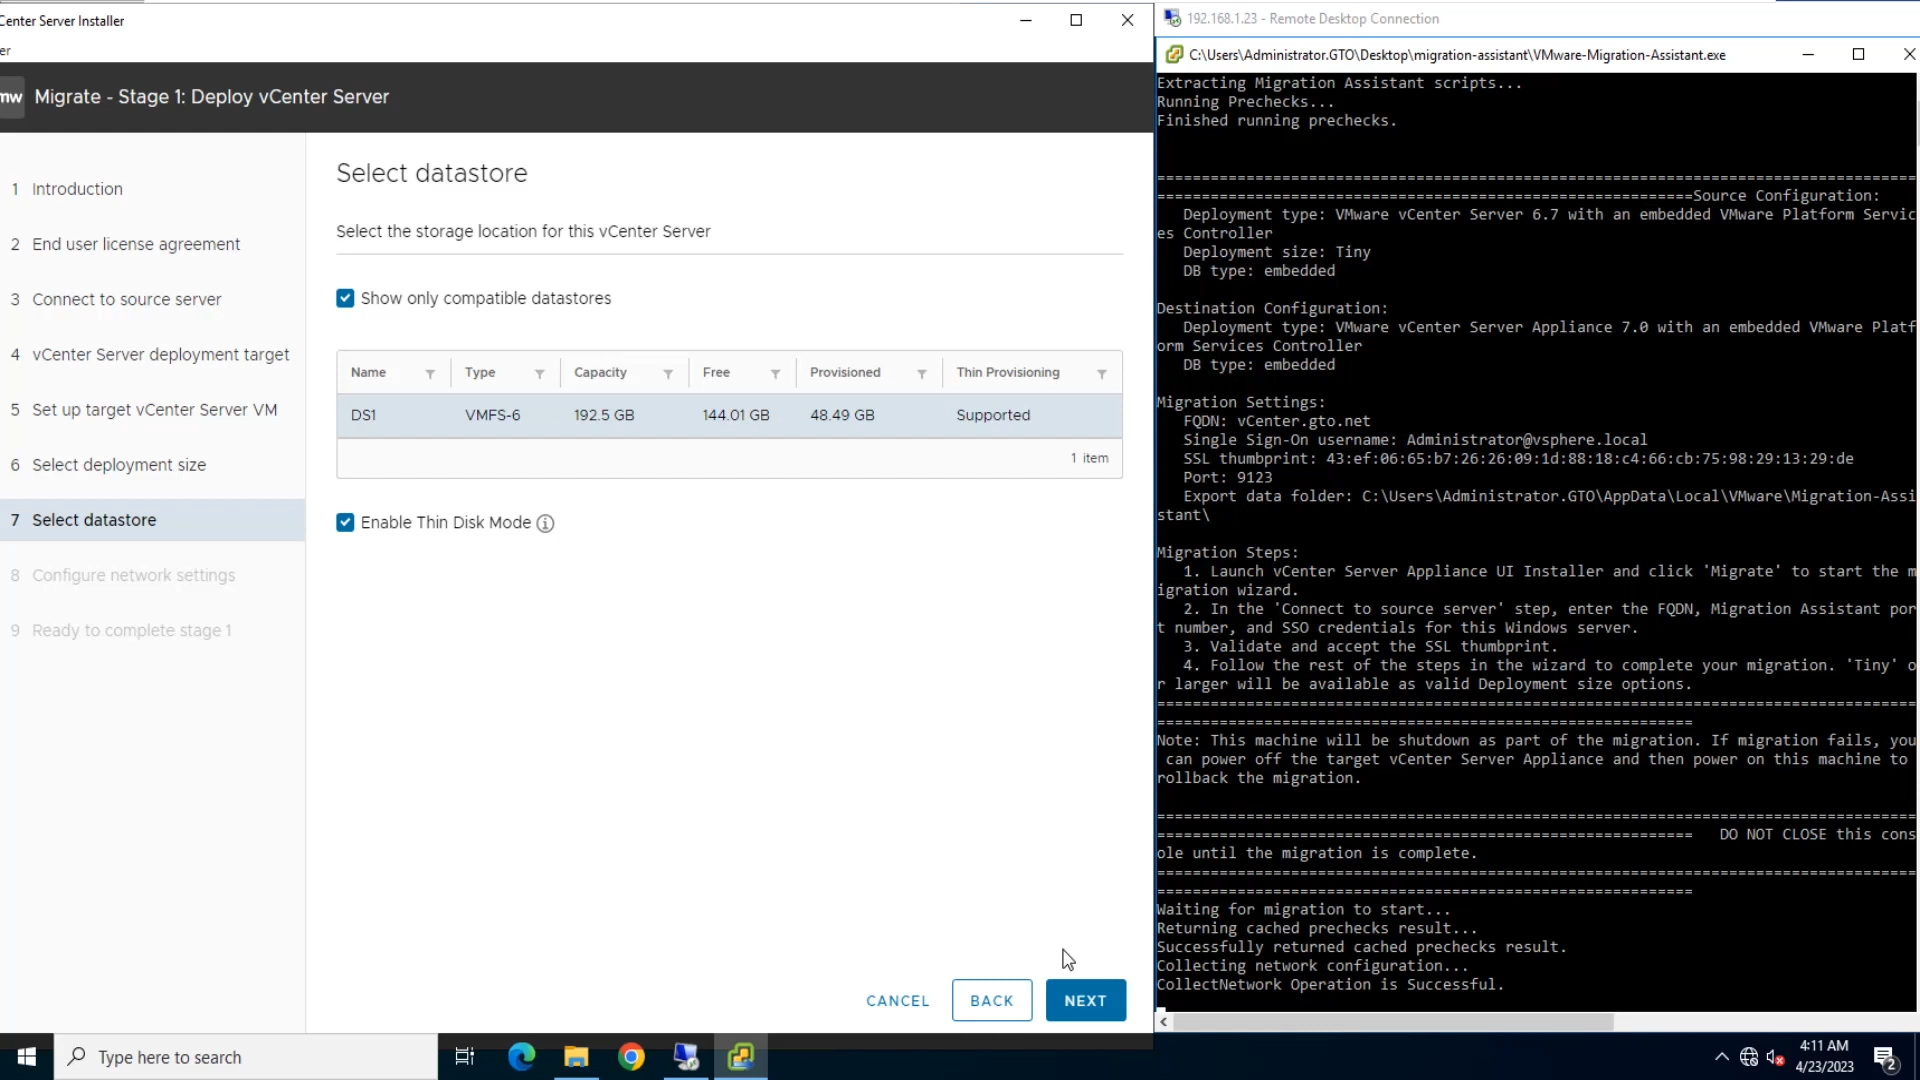 Center Server Installer
er
mw Migrate - Stage 1: Deploy vCenter Server
1 Introduction
2 End user license agreement
3 Connect to source server
4 vCenter Server deployment target
5 Set up target vCenter Server VM
6 Select deployment size
7 Select datastore
8 Configure network settings
9 Ready to complete stage 1
Select datastore
Select the storage location for this vCenter Server
Show only compatible datastores
Name Type Capacity Free Provisioned Thin Provisioning
DS1 VMFS-6 192.5 GB 144.01 GB 48.49 GB Supported
1 item
Enable Thin Disk Mode
CANCEL BACK NEXT
192.168.1.23 - Remote Desktop Connection
C:\Users\Administrator.GTO\Desktop\migration-assistant\VMware-Migration-Assistant.exe
Extracting Migration Assistant scripts...
Running Prechecks...
Finished running prechecks.
=====================================================================================
============================================================Source Configuration:
Deployment type: VMware vCenter Server 6.7 with an embedded VMware Platform Servic
es Controller
Deployment size: Tiny
DB type: embedded
Destination Configuration:
Deployment type: VMware vCenter Server Appliance 7.0 with an embedded VMware Platf
orm Services Controller
DB type: embedded
Migration Settings:
FQDN: vCenter.gto.net
Single Sign-On username: Administrator@vsphere.local
SSL thumbprint: 43:ef:06:65:b7:26:26:09:1d:88:18:c4:66:cb:75:98:29:13:29:de
Port: 9123
Export data folder: C:\Users\Administrator.GTO\AppData\Local\VMware\Migration-Assi
stant\
Migration Steps:
1. Launch vCenter Server Appliance UI Installer and click 'Migrate' to start the m
igration wizard.
2. In the 'Connect to source server' step, enter the FQDN, Migration Assistant por
t number, and SSO credentials for this Windows server.
3. Validate and accept the SSL thumbprint.
4. Follow the rest of the steps in the wizard to complete your migration. 'Tiny' o
r larger will be available as valid Deployment size options.
=====================================================================================
============================================================
Note: This machine will be shutdown as part of the migration. If migration fails, you
can power off the target vCenter Server Appliance and then power on this machine to
rollback the migration.
=====================================================================================
============================================================ DO NOT CLOSE this cons
ole until the migration is complete.
=====================================================================================
============================================================
Waiting for migration to start...
Returning cached prechecks result...
Successfully returned cached prechecks result.
Collecting network configuration...
CollectNetwork Operation is Successful.
Type here to search
4:11 AM
4/23/2023
2